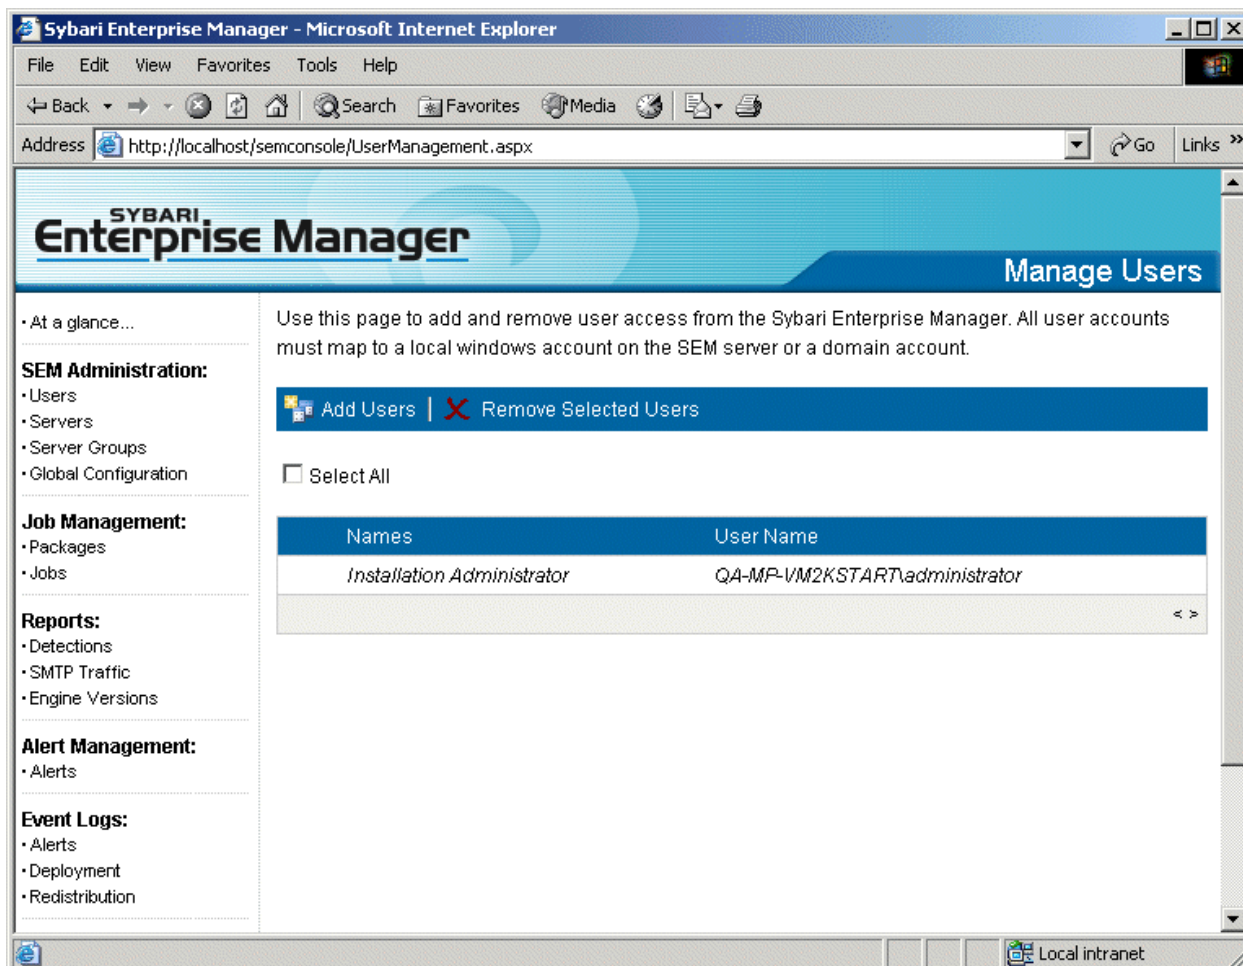 Sybari Enterprise Manager - Microsoft Internet Explorer
File Edit View Favorites Tools Help
Back Search Favorites Media
Address http://localhost/semconsole/UserManagement.aspx Go Links »
SYBARI
Enterprise Manager
Manage Users
· At a glance...
SEM Administration:
· Users
· Servers
· Server Groups
· Global Configuration
Job Management:
· Packages
· Jobs
Reports:
· Detections
· SMTP Traffic
· Engine Versions
Alert Management:
· Alerts
Event Logs:
· Alerts
· Deployment
· Redistribution
Use this page to add and remove user access from the Sybari Enterprise Manager. All user accounts
must map to a local windows account on the SEM server or a domain account.
Add Users | Remove Selected Users
Select All
Names User Name
Installation Administrator QA-MP-VM2KSTART\administrator
< >
Local intranet